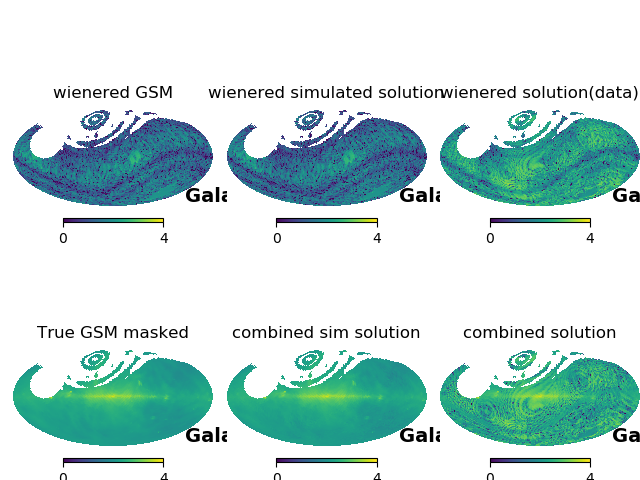 wienered GSM
wienered simulated solution
wienered solution(data)
Gala
Gala
Ga
0 4
0 4
0 4
True GSM masked
combined sim solution
combined solution
Gala
Gala
Ga
0 4
0 4
0 4